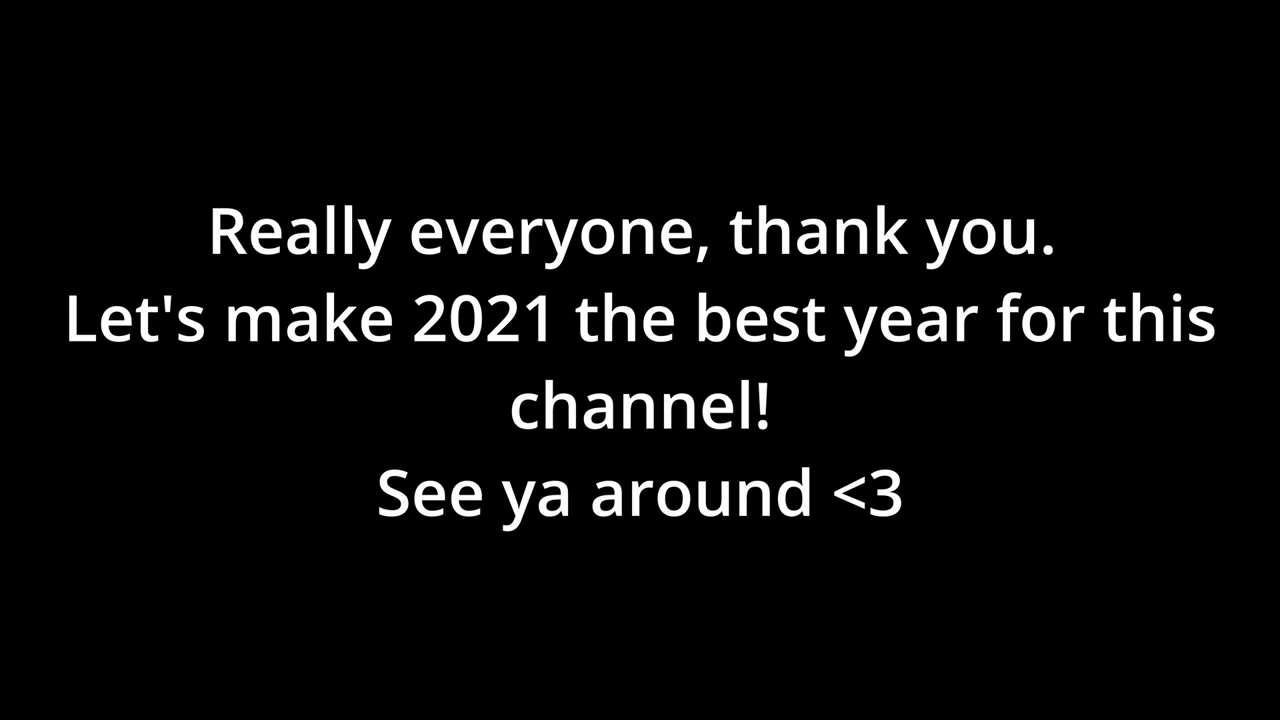 Really everyone, thank you.
Let's make 2021 the best year for this
channel!
See ya around <3